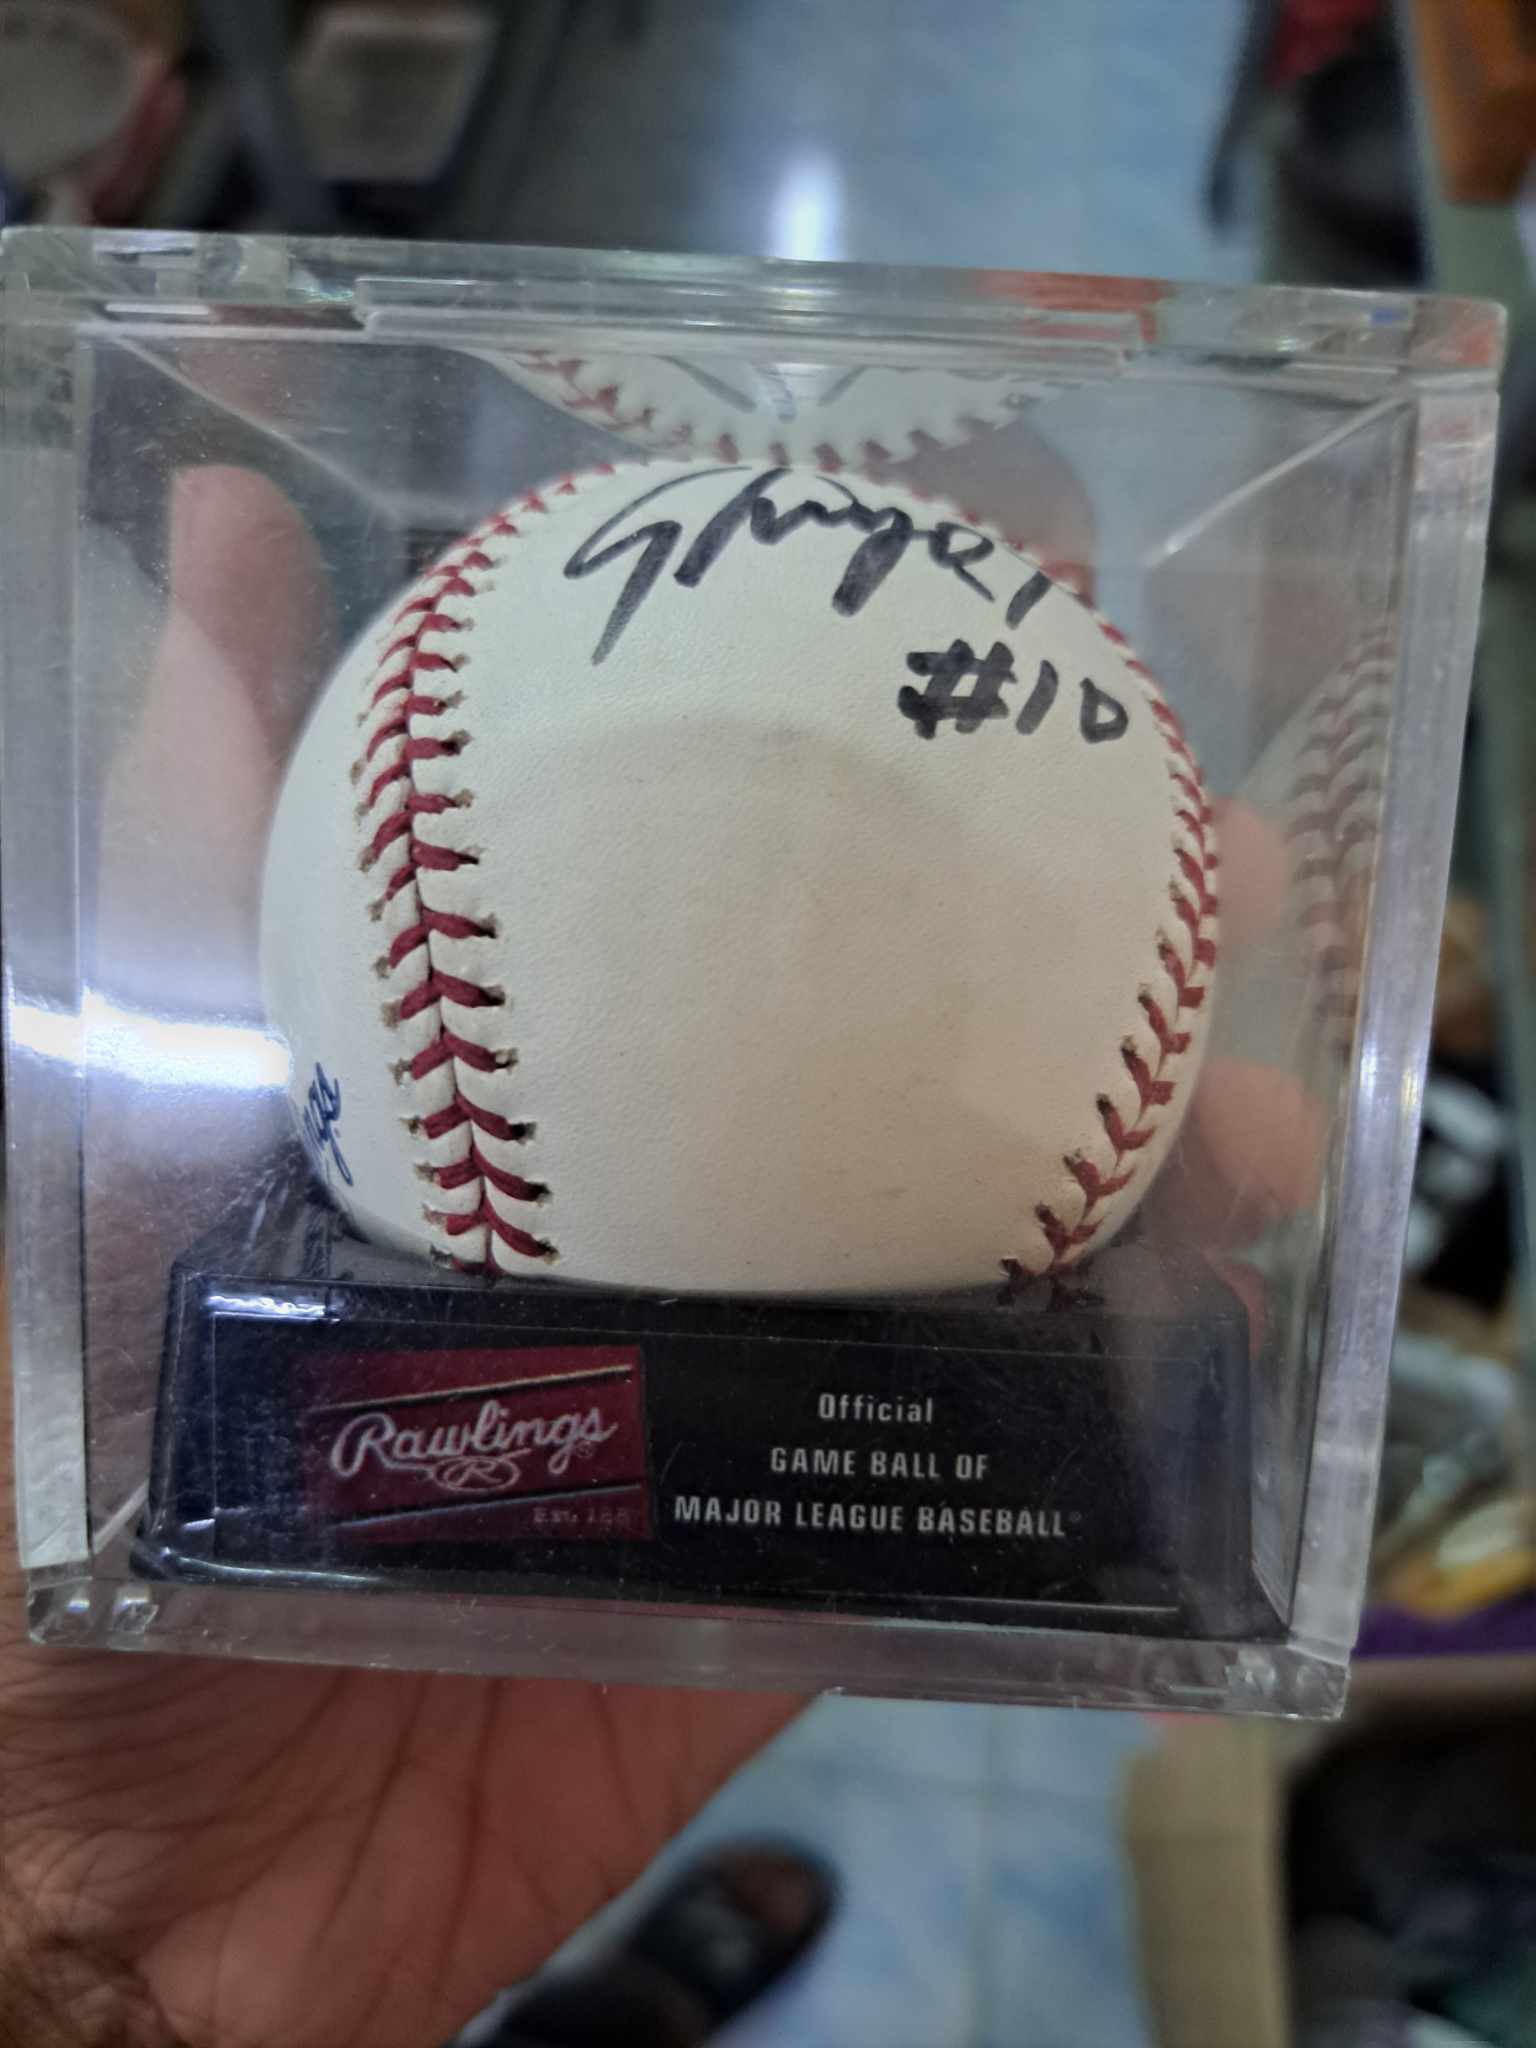 #10
Rawlings
R
Official
GAME BALL OF
MAJOR LEAGUE BASEBALL®